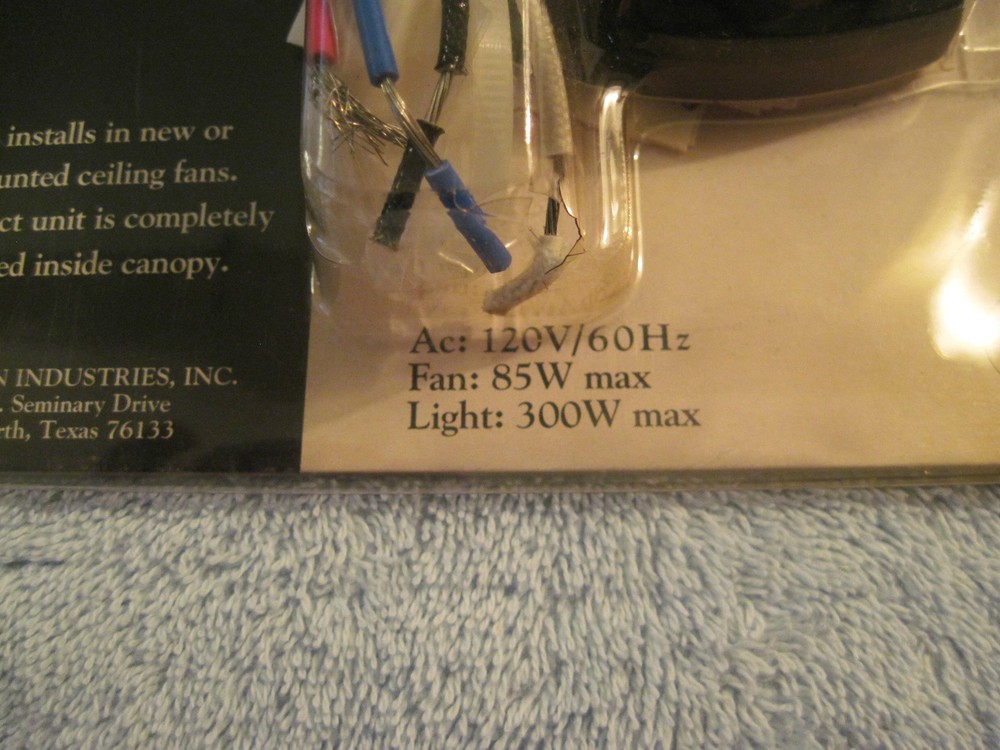 installs in new or
unted ceiling fans.
ct unit is completely
ed inside canopy.
N INDUSTRIES, INC.
. Seminary Drive
rth, Texas 76133
Ac: 120V/60Hz
Fan: 85W max
Light: 300W max